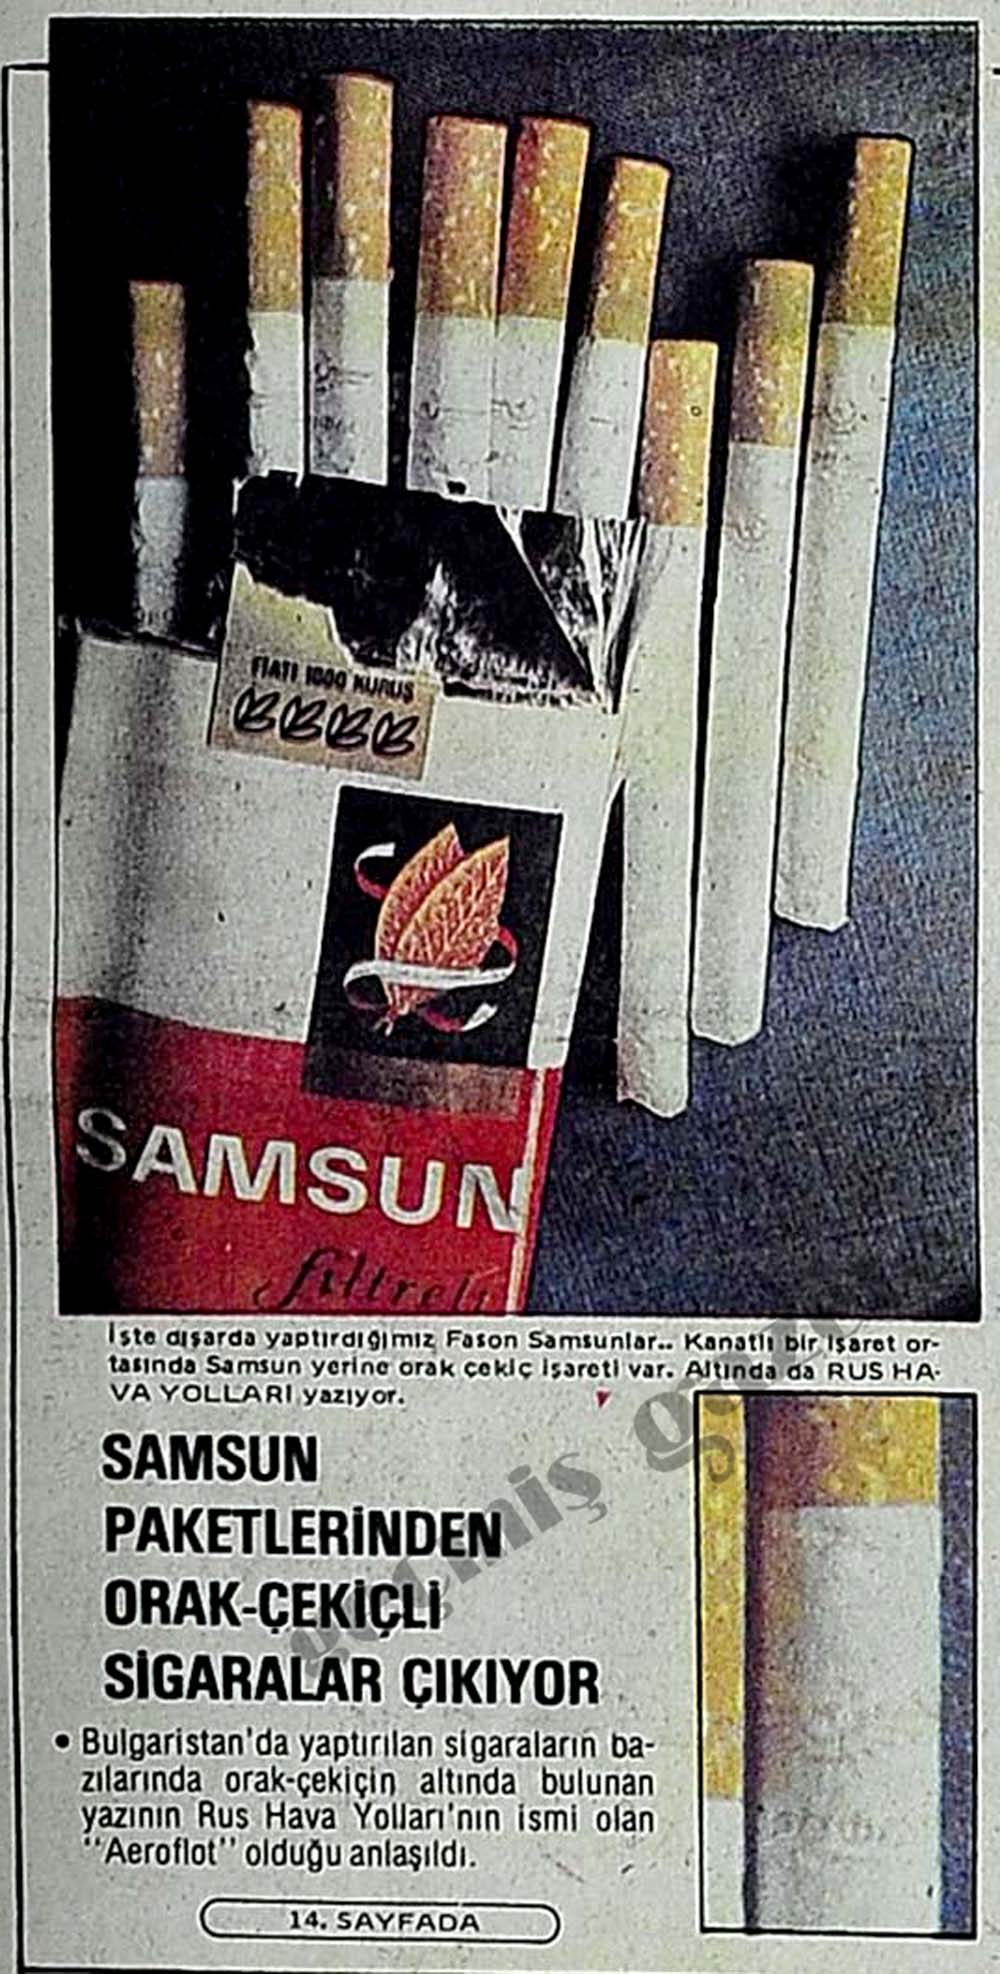 FİATI 1000 KURUŞ
SAMSUN
filtreli
İşte dışarda yaptırdığımız Fason Samsunlar.. Kanatlı bir işaret or-
tasında Samsun yerine orak çekiç işareti var. Altında da RUS HA-
VA YOLLARI yazıyor.
SAMSUN
PAKETLERİNDEN
ORAK-ÇEKİÇLİ
SİGARALAR ÇIKIYOR
• Bulgaristan'da yaptırılan sigaraların ba-
zılarında orak-çekiçin altında bulunan
yazının Rus Hava Yolları'nın ismi olan
"Aeroflot" olduğu anlaşıldı.
14. SAYFADA
geçmiş gazete